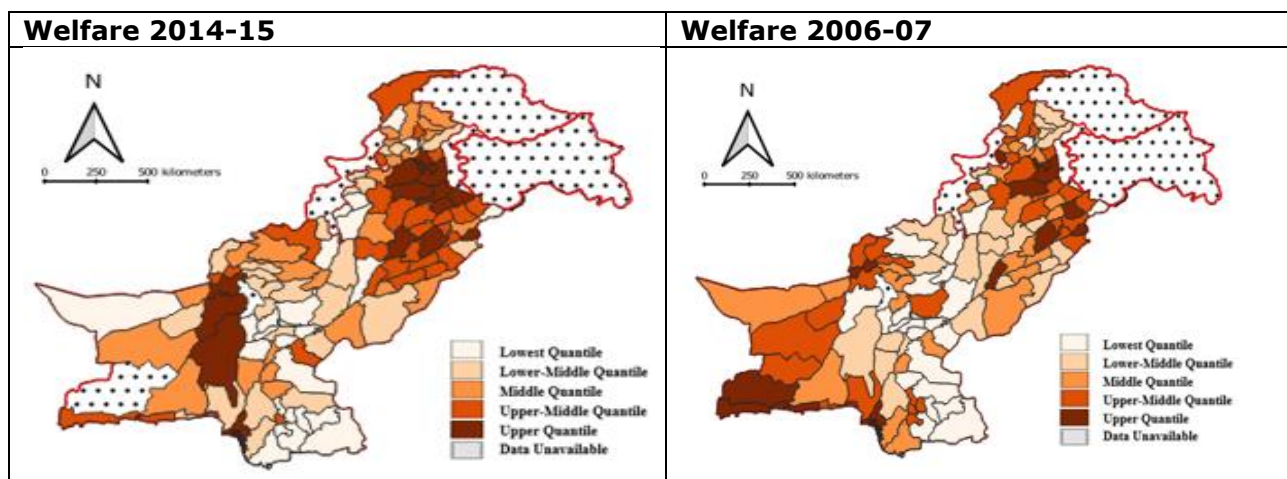 Welfare 2014-15
N
0 250 500 kilometers
Lowest Quantile
Lower-Middle Quantile
Middle Quantile
Upper-Middle Quantile
Upper Quantile
Data Unavailable
Welfare 2006-07
N
0 250 500 kilometers
Lowest Quantile
Lower-Middle Quantile
Middle Quantile
Upper-Middle Quantile
Upper Quantile
Data Unavailable